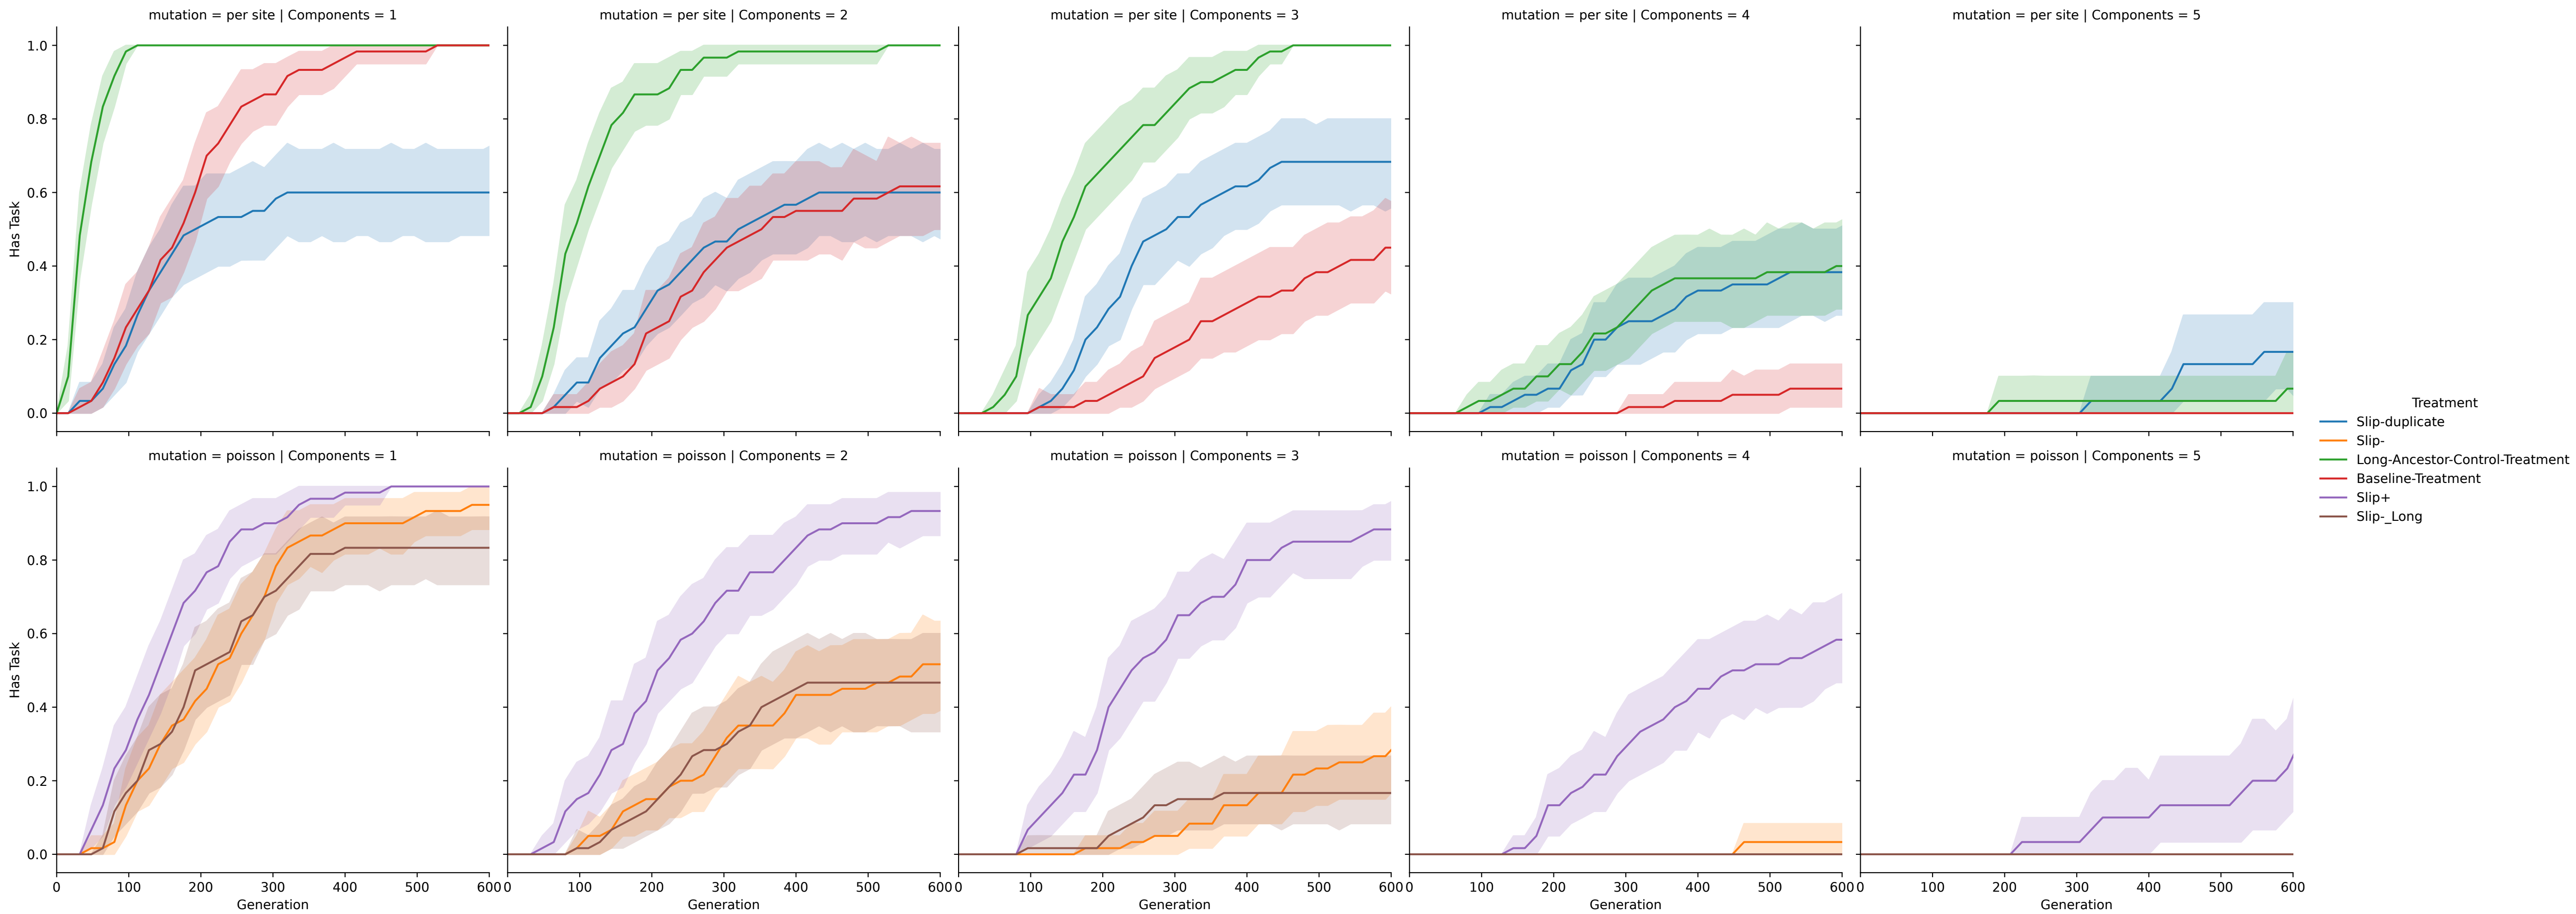 mutation = per site | Components = 1
mutation = per site | Components = 2
mutation = per site | Components = 3
mutation = per site | Components = 4
mutation = per site | Components = 5
1.0
0.8
0.6
0.4
0.2
0.0
Has Task
Treatment
Slip-duplicate
Slip-
Long-Ancestor-Control-Treatment
Baseline-Treatment
Slip+
Slip-_Long
mutation = poisson | Components = 1
mutation = poisson | Components = 2
mutation = poisson | Components = 3
mutation = poisson | Components = 4
mutation = poisson | Components = 5
1.0
0.8
0.6
0.4
0.2
0.0
Has Task
0 100 200 300 400 500 600
0 100 200 300 400 500 600
0 100 200 300 400 500 600
0 100 200 300 400 500 600
0 100 200 300 400 500 600
Generation
Generation
Generation
Generation
Generation